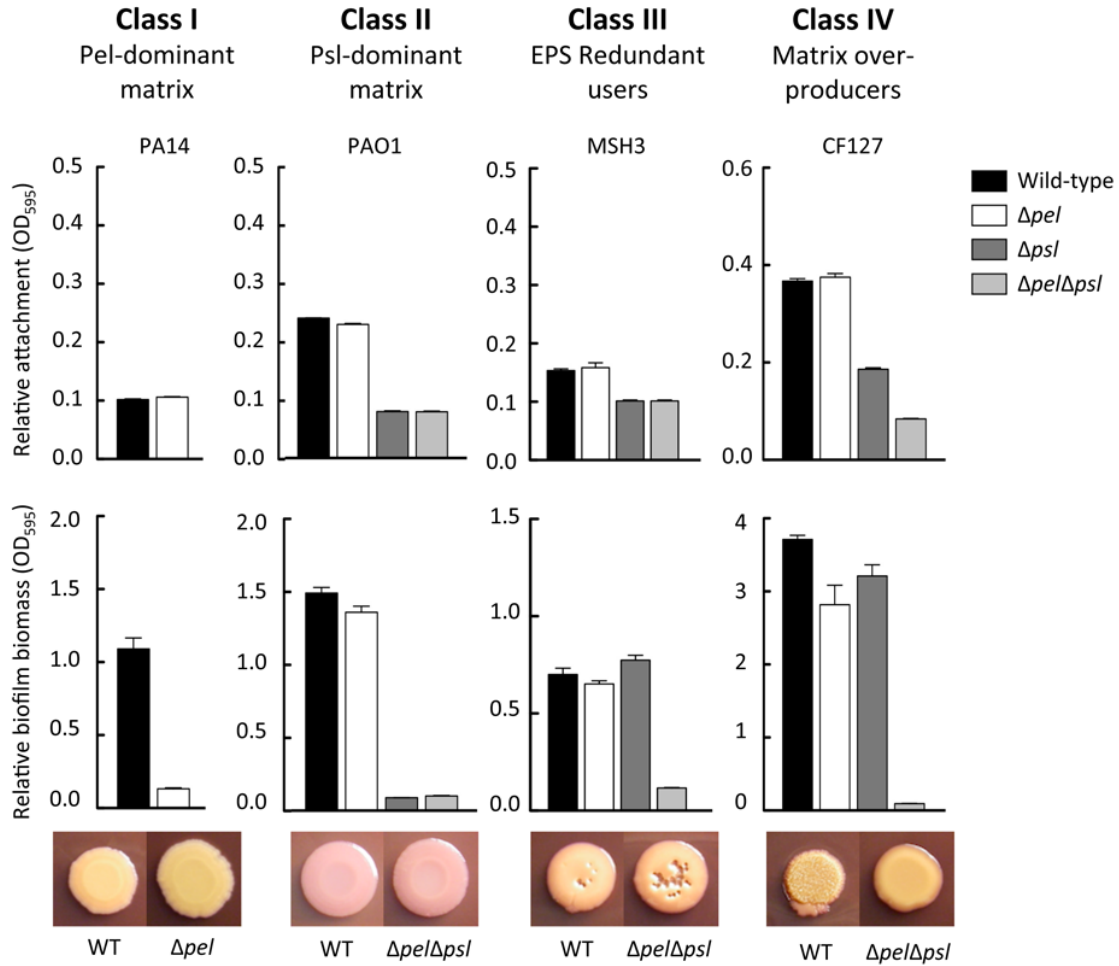 Class I
Pel-dominant
matrix
Class II
Psl-dominant
matrix
Class III
EPS Redundant
users
Class IV
Matrix over-
producers
PA14
PAO1
MSH3
CF127
Relative attachment (OD595)
0.5
0.4
0.3
0.2
0.1
0.0
0.5
0.4
0.3
0.2
0.1
0.0
0.5
0.4
0.3
0.2
0.1
0.0
0.6
0.4
0.2
0.0
Wild-type
Δpel
Δpsl
ΔpelΔpsl
Relative biofilm biomass (OD595)
2.0
1.5
1.0
0.5
0.0
2.0
1.5
1.0
0.5
0.0
1.5
1.0
0.5
0.0
4
3
2
1
0
WT
Δpel
WT
ΔpelΔpsl
WT
ΔpelΔpsl
WT
ΔpelΔpsl